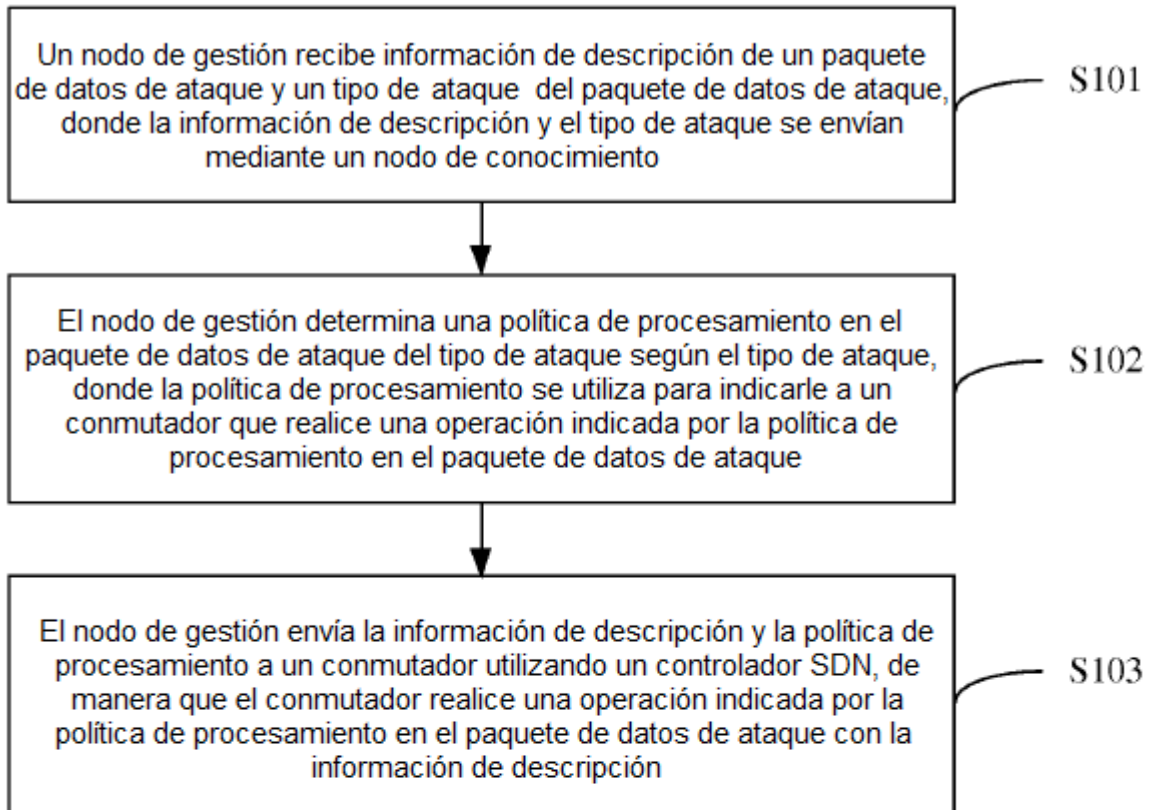 Un nodo de gestión recibe información de descripción de un paquete
de datos de ataque y un tipo de ataque del paquete de datos de ataque,
donde la información de descripción y el tipo de ataque se envían
mediante un nodo de conocimiento
S101
El nodo de gestión determina una política de procesamiento en el
paquete de datos de ataque del tipo de ataque según el tipo de ataque,
donde la política de procesamiento se utiliza para indicarle a un
conmutador que realice una operación indicada por la política de
procesamiento en el paquete de datos de ataque
S102
El nodo de gestión envía la información de descripción y la política de
procesamiento a un conmutador utilizando un controlador SDN, de
manera que el conmutador realice una operación indicada por la
política de procesamiento en el paquete de datos de ataque con la
información de descripción
S103